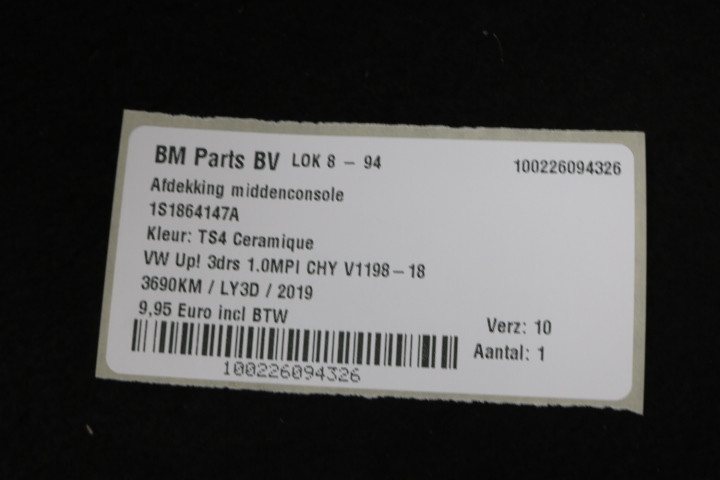 BM Parts BV LOK 8 - 94 100226094326
Afdekking middenconsole
1S1864147A
Kleur: TS4 Ceramique
VW Up! 3drs 1.0MPI CHY V1198-18
3690KM / LY3D / 2019
9,95 Euro incl BTW
Verz: 10
Aantal: 1
100226094326